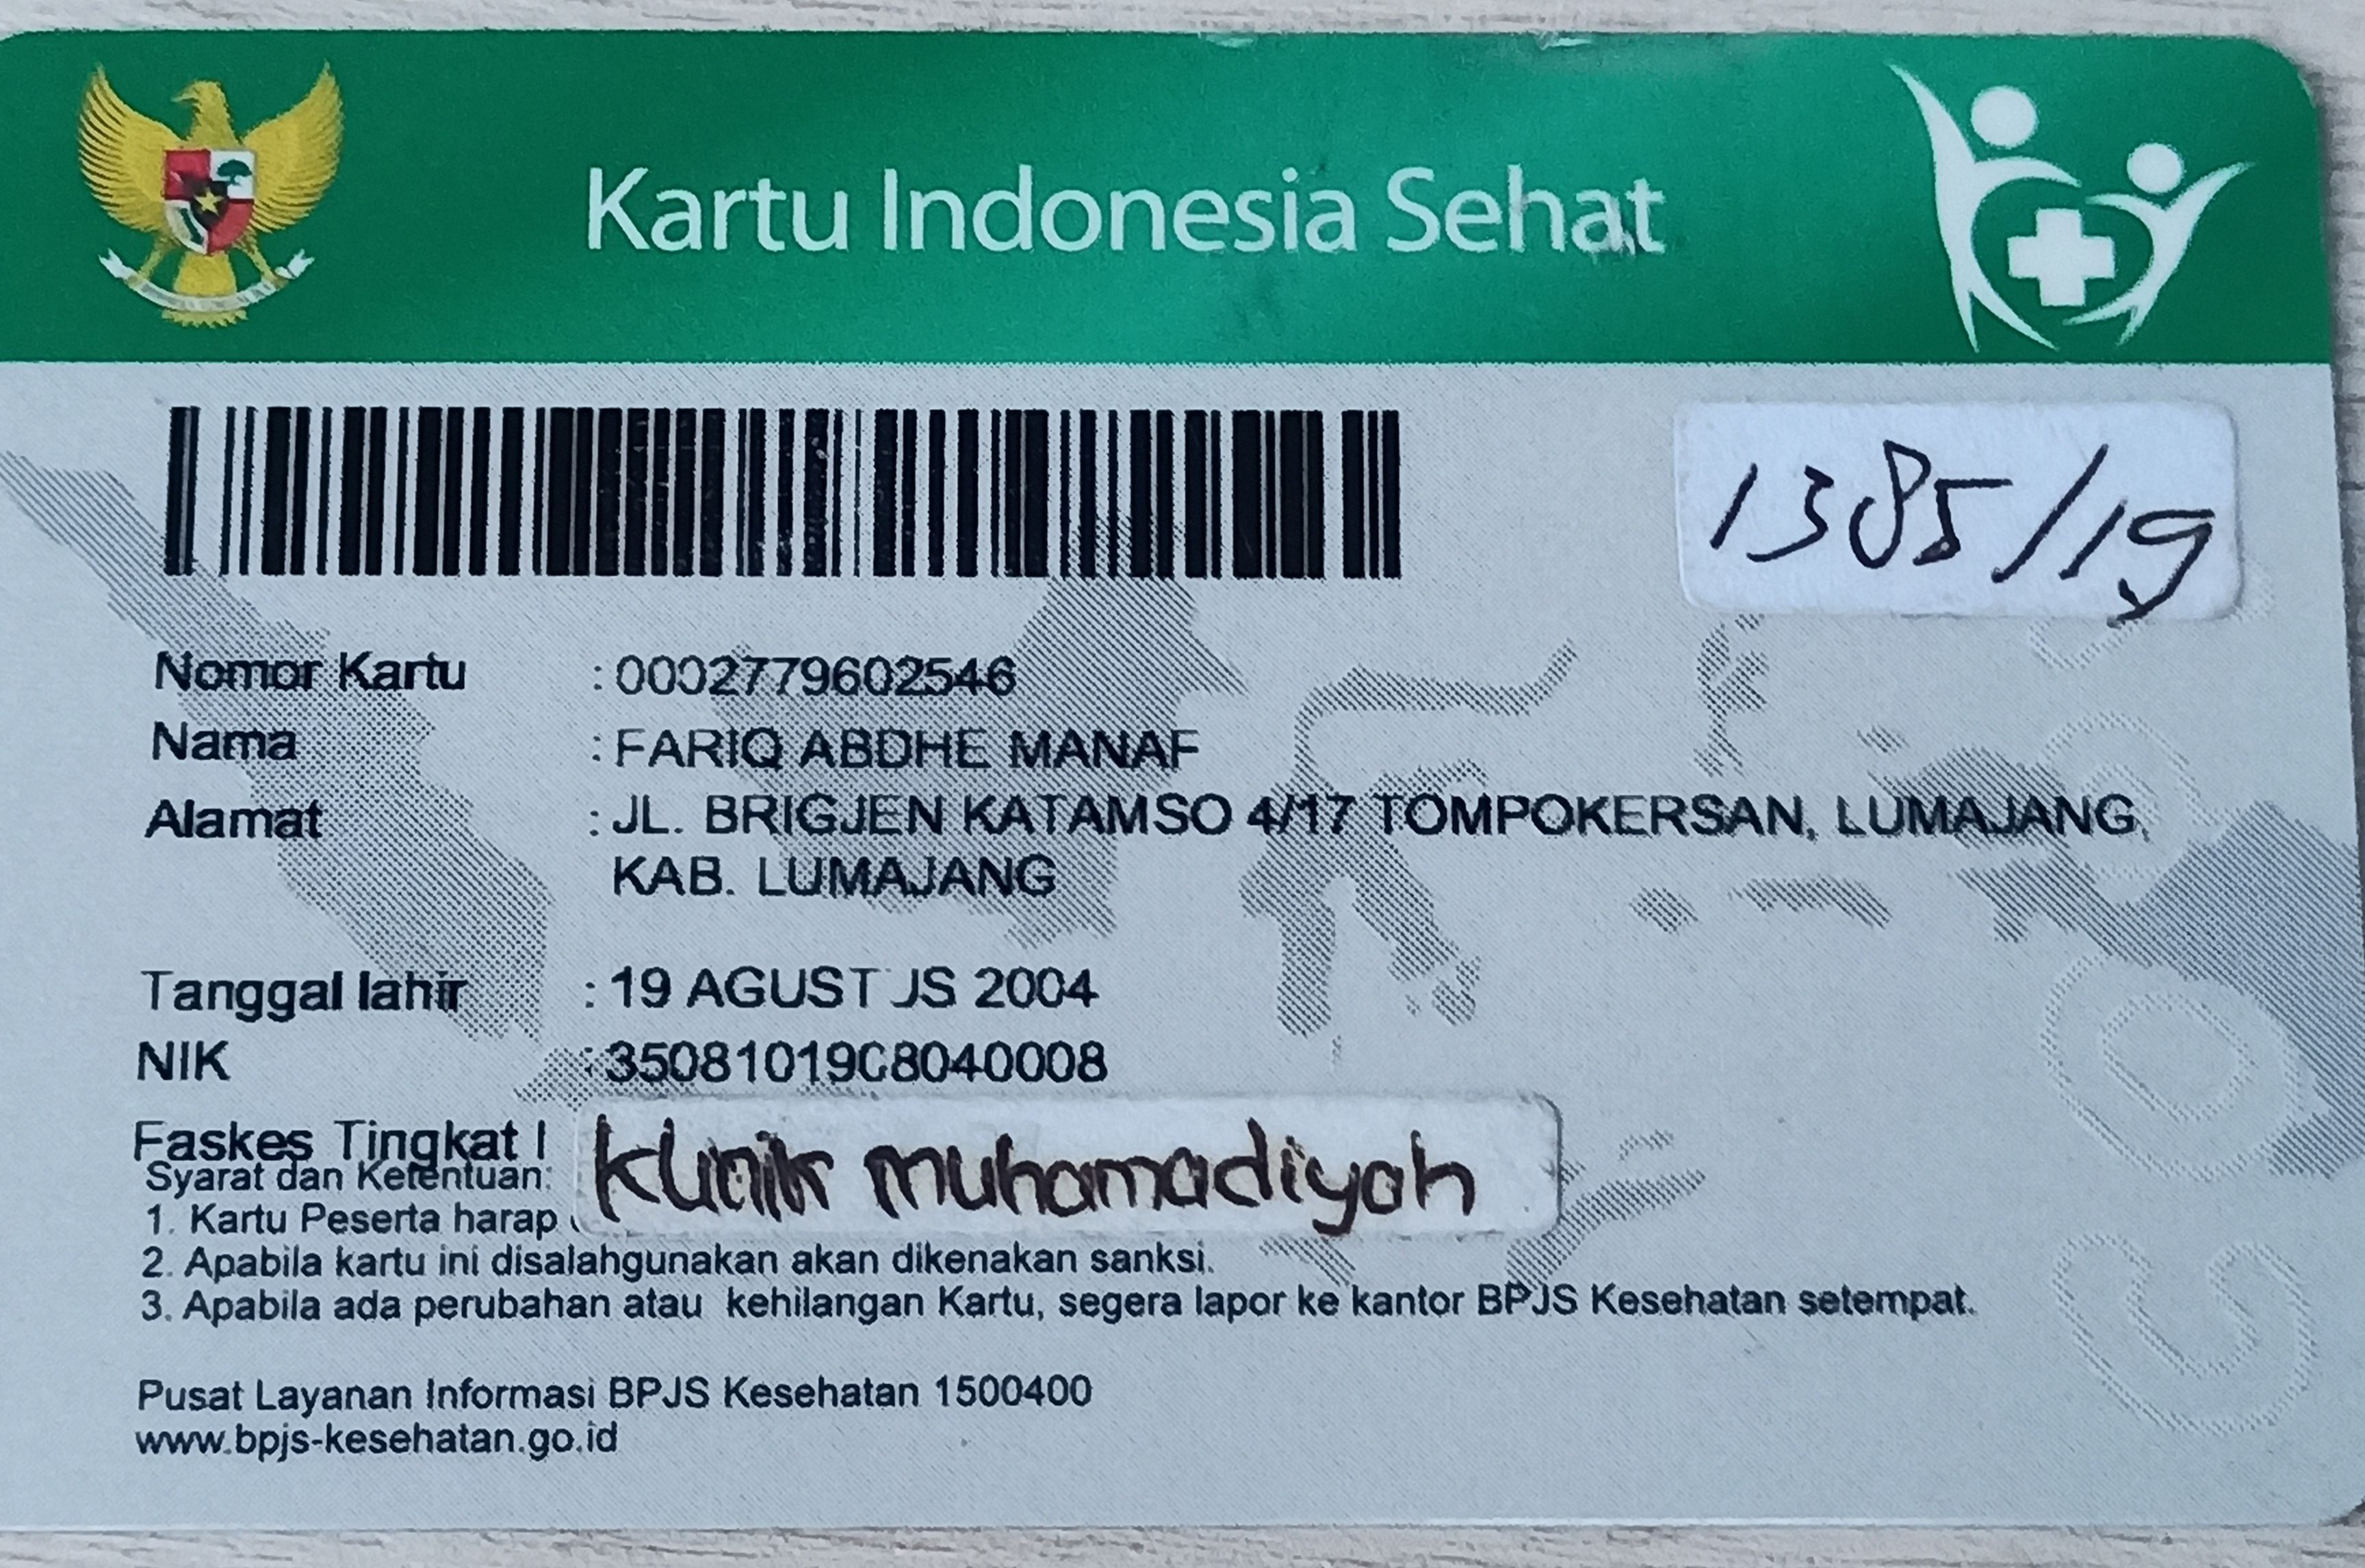 Kartu Indonesia Sehat
1385/19
Nomor Kartu : 0002779602546
Nama : FARIQ ABDHE MANAF
Alamat : JL. BRIGJEN KATAMSO 4/17 TOMPOKERSAN, LUMAJANG,
KAB. LUMAJANG
Tanggal lahir : 19 AGUSTUS 2004
NIK : 3508101908040008
Faskes Tingkat I klinik muhamadiyah
Syarat dan Ketentuan:
1. Kartu Peserta harap
2. Apabila kartu ini disalahgunakan akan dikenakan sanksi.
3. Apabila ada perubahan atau kehilangan Kartu, segera lapor ke kantor BPJS Kesehatan setempat.
Pusat Layanan Informasi BPJS Kesehatan 1500400
www.bpjs-kesehatan.go.id